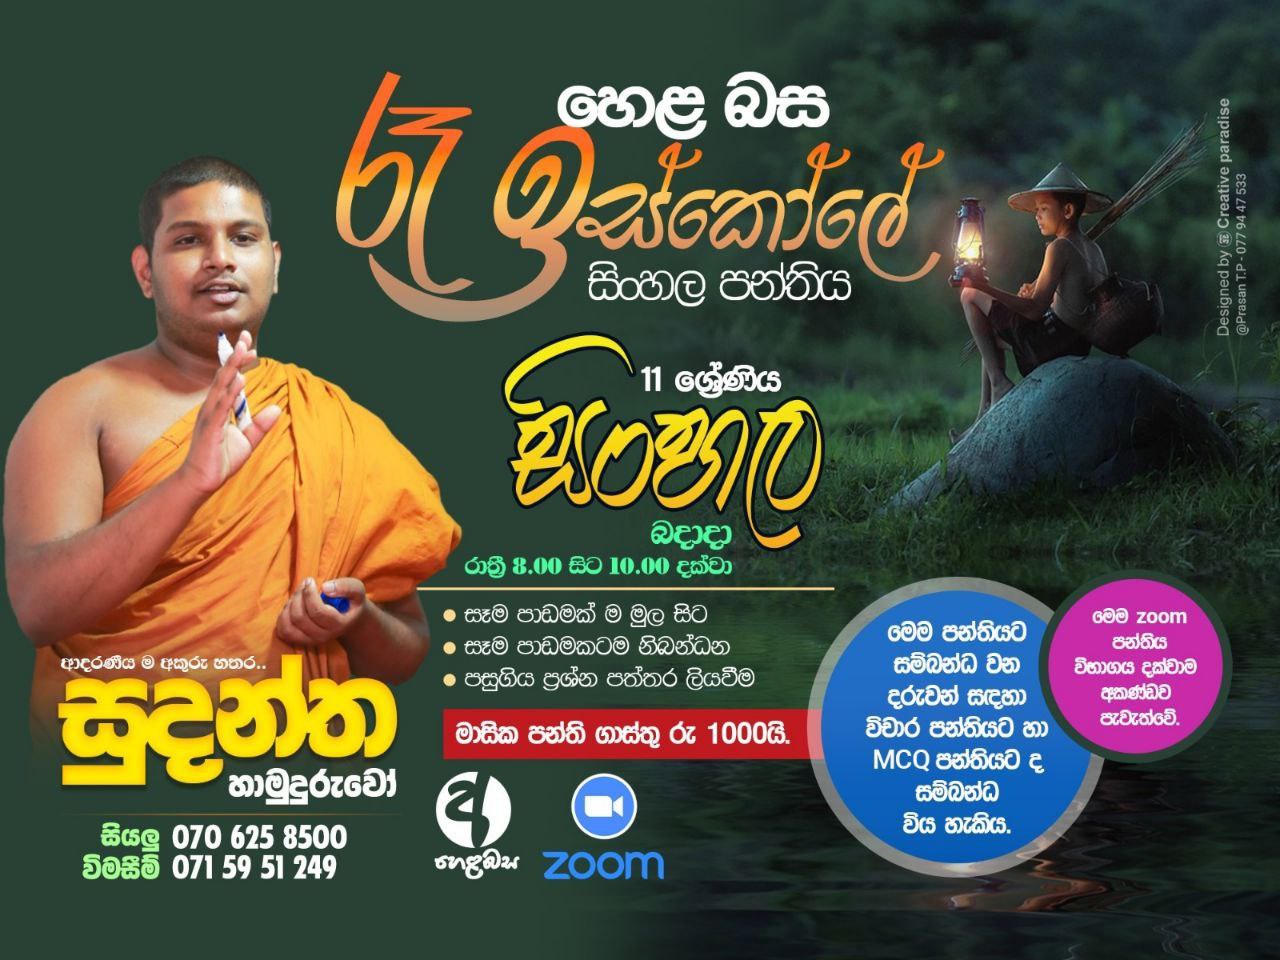 හෙළ බස
රෑ ඉස්කෝලේ
සිංහල පන්තිය
11 ශ්‍රේණිය
සිංහල
බදාදා
රාත්‍රී 8.00 සිට 10.00 දක්වා
සෑම පාඩමක් ම මුල සිට
සෑම පාඩමකටම නිබන්ධන
පසුගිය ප්‍රශ්න පත්තර ලියවීම
මාසික පන්ති ගාස්තු රු 1000යි.
ආදරණීය ම අකුරු හතර..
සුදන්ත
හාමුදුරුවෝ
සියලු 070 625 8500
විමසීම් 071 59 51 249
අ
හෙළබස
zoom
මෙම පන්තියට
සම්බන්ධ වන
දරුවන් සඳහා
විචාර පන්තියට හා
MCQ පන්තියට ද
සම්බන්ධ
විය හැකිය.
මෙම zoom
පන්තිය
විභාගය දක්වාම
අකණ්ඩව
පැවැත්වේ.
Designed by Creative paradise
@Prasan T.P - 077 94 47 533